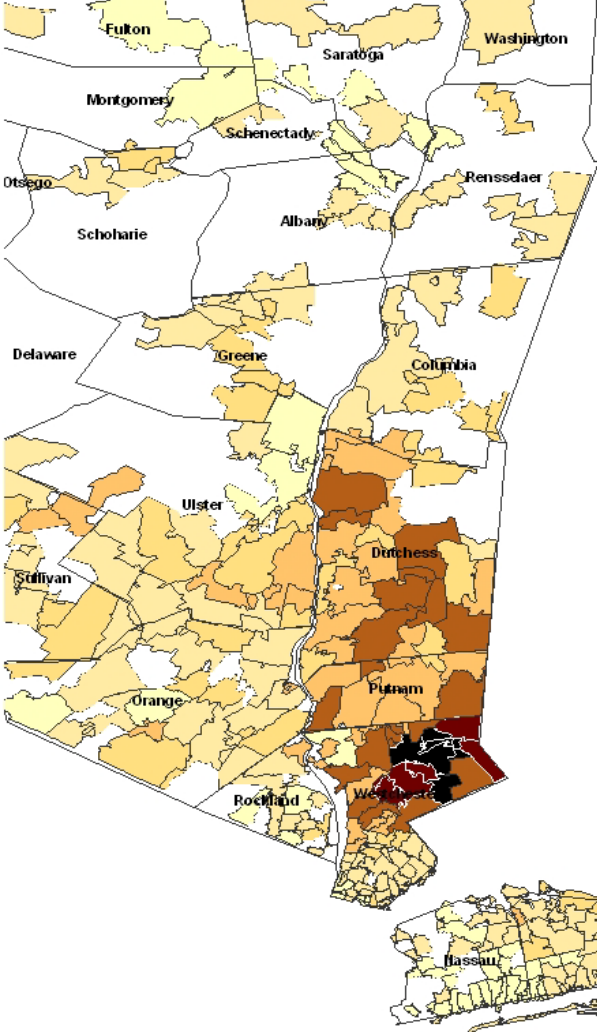 Fulton
Washington
Saratoga
Montgomery
Schenectady
Otsego
Rensselaer
Albany
Schoharie
Delaware
Greene
Columbia
Ulster
Dutchess
Sullivan
Putnam
Orange
Westchester
Rockland
Nassau